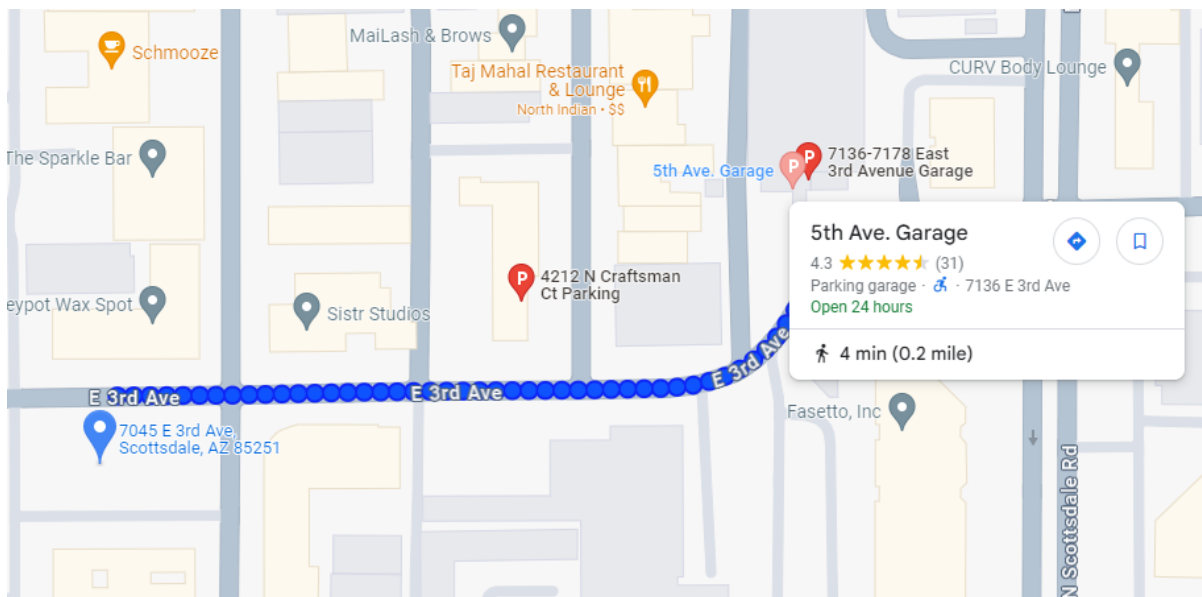 Schmooze
MaiLash & Brows
Taj Mahal Restaurant
& Lounge
North Indian • $$
CURV Body Lounge
The Sparkle Bar
5th Ave. Garage
7136-7178 East
3rd Avenue Garage
5th Ave. Garage
4.3 (31)
Parking garage · · 7136 E 3rd Ave
Open 24 hours
4 min (0.2 mile)
4212 N Craftsman
Ct Parking
eypot Wax Spot
Sistr Studios
E 3rd Ave
E 3rd Ave
E 3rd Ave
7045 E 3rd Ave,
Scottsdale, AZ 85251
Fasetto, Inc
N Scottsdale Rd
P
P
P